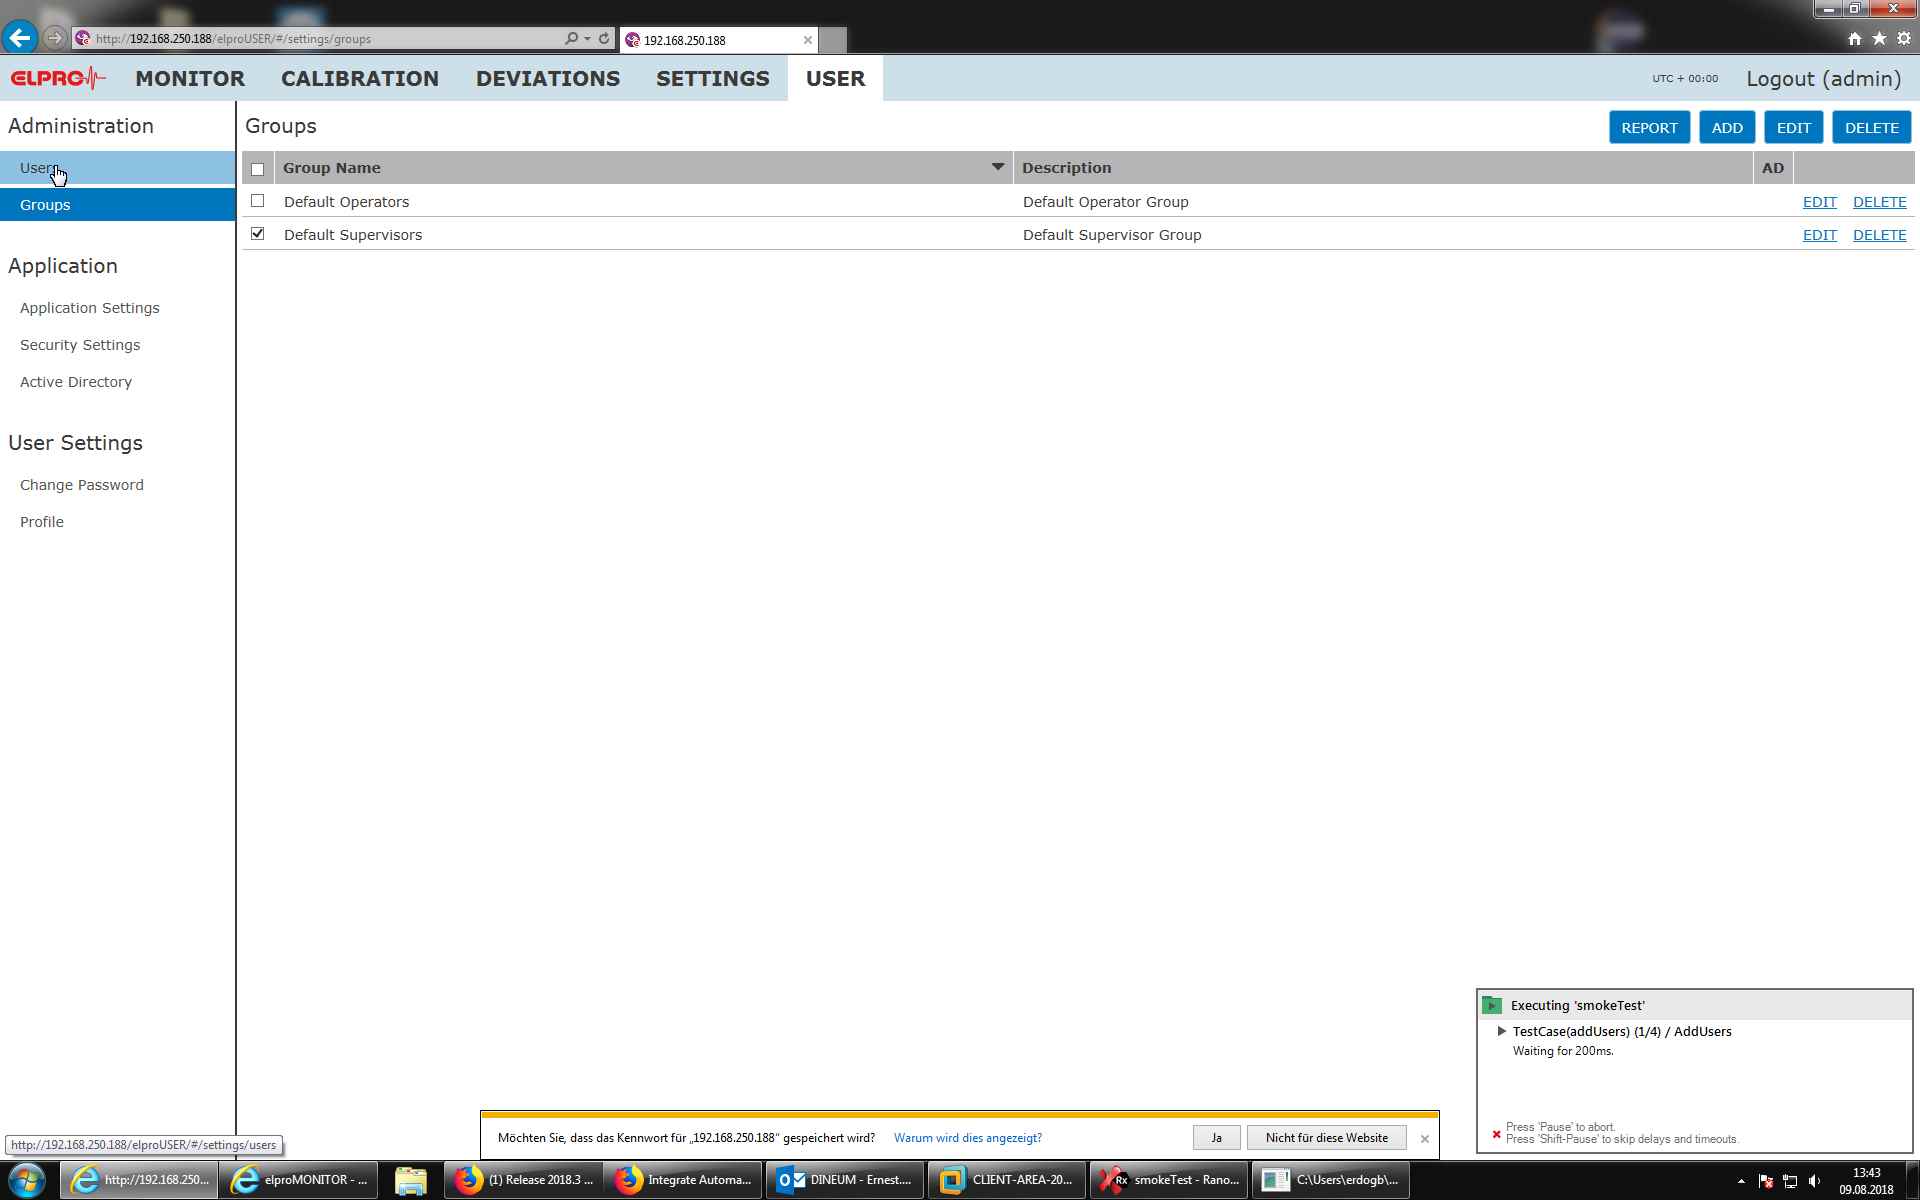 http://192.168.250.188/elproUSER/#/settings/groups
192.168.250.188
ELPRO
MONITOR
CALIBRATION
DEVIATIONS
SETTINGS
USER
UTC + 00:00
Logout (admin)
Administration
Users
Groups
Application
Application Settings
Security Settings
Active Directory
User Settings
Change Password
Profile
Groups
REPORT
ADD
EDIT
DELETE
Group Name
Description
AD
Default Operators
Default Operator Group
EDIT
DELETE
Default Supervisors
Default Supervisor Group
EDIT
DELETE
Executing 'smokeTest'
TestCase(addUsers) (1/4) / AddUsers
Waiting for 200ms.
Press 'Pause' to abort.
Press 'Shift-Pause' to skip delays and timeouts.
Möchten Sie, dass das Kennwort für „192.168.250.188“ gespeichert wird?
Warum wird dies angezeigt?
Ja
Nicht für diese Website
http://192.168.250.188/elproUSER/#/settings/users
http://192.168.250...
elproMONITOR - ...
(1) Release 2018.3 ...
Integrate Automa...
DINEUM - Ernest....
CLIENT-AREA-20...
Rx
smokeTest - Rano...
C:\Users\erdogb\...
13:43
09.08.2018